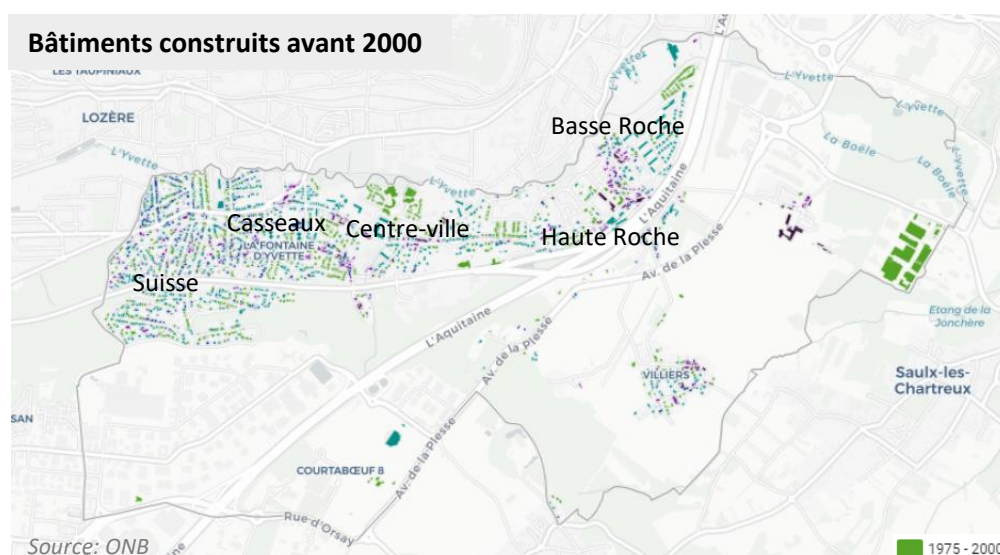 Bâtiments construits avant 2000
LES TAUPINIAUX
LOZÈRE
L'Yvette
L'Yvette
L'Yvette
L'Yvette
L'Yvette
L'Yvette
La Boële
La Boële
L'A
Basse Roche
Casseaux
LA FONTAINE
D'YVETTE
Centre-ville
Haute Roche
L'Aquitaine
Av. de la Plesse
Suisse
L'Aquitaine
Av. de la Plesse
Etang de la
Jonchère
VILLIERS
Saulx-les-
Chartreux
SAN
COURTABŒUF 8
Av. de la Plesse
Rue d'Orsay
Source: ONB
1975 - 2000